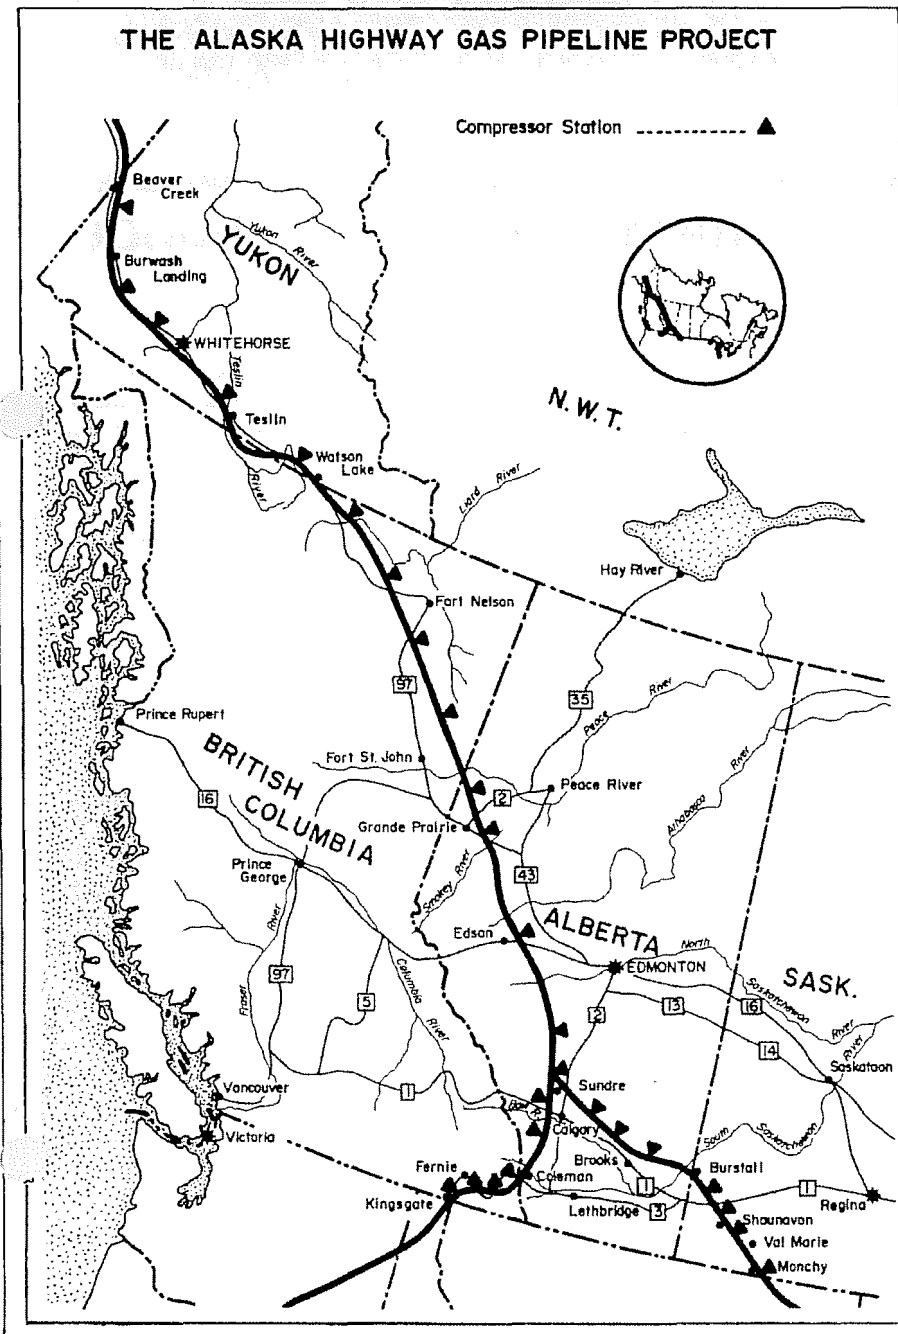 THE ALASKA HIGHWAY GAS PIPELINE PROJECT
Compressor Station
Beaver
Creek
Yukon
River
YUKON
Burwash
Landing
WHITEHORSE
Teslin
River
Teslin
N.W.T.
Watson
Lake
Liard River
Hay River
Fort Nelson
97
35
Peace
River
Prince Rupert
BRITISH
COLUMBIA
Fort St. John
Peace River
2
16
Athabasca
River
Grande Prairie
Prince
George
Smokey River
43
ALBERTA
Edson
North
Saskatchewan
River
EDMONTON
SASK.
Fraser
River
97
5
Columbia
River
2
13
16
14
River
Saskatoon
Sundre
Vancouver
1
Bow R.
Calgary
South
Saskatchewan
Victoria
Brooks
Fernie
Coleman
Burstall
Kingsgate
Lethbridge
3
1
1
Regina
Shaunavon
Val Marie
Monchy